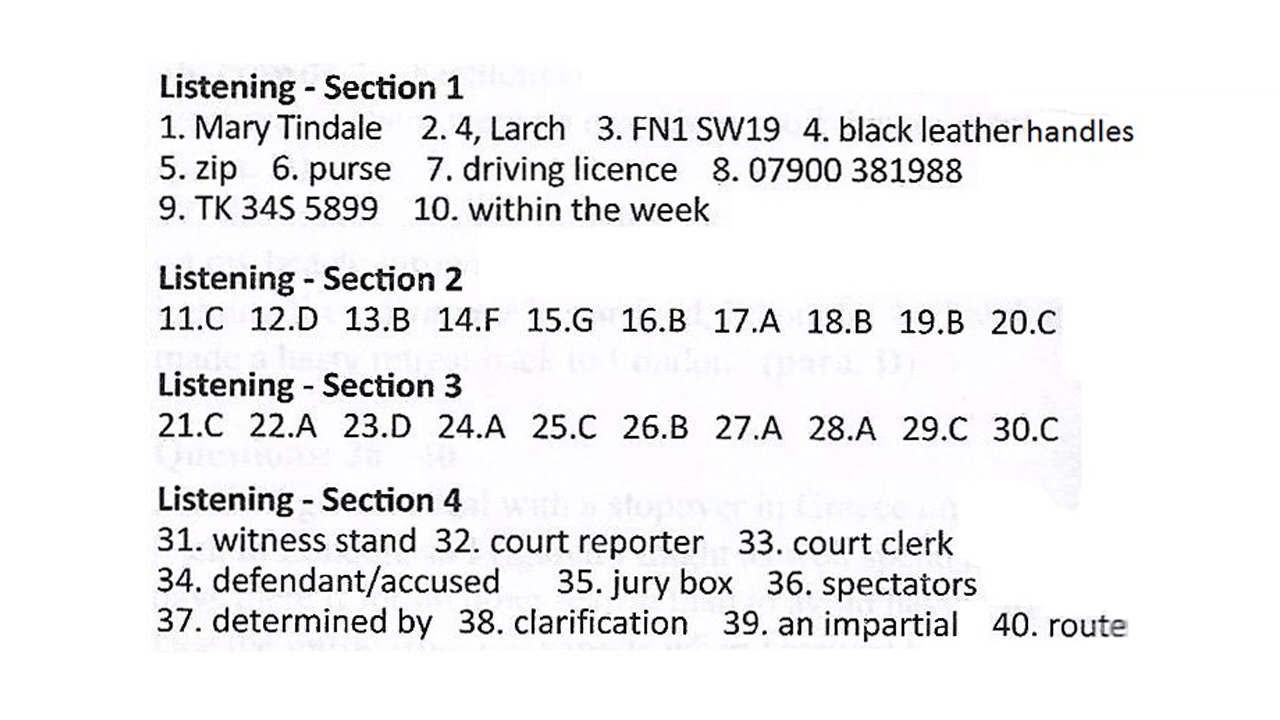 Listening - Section 1
1. Mary Tindale 2. 4, Larch 3. FN1 SW19 4. black leather handles
5. zip 6. purse 7. driving licence 8. 07900 381988
9. TK 34S 5899 10. within the week
Listening - Section 2
11.C 12.D 13.B 14.F 15.G 16.B 17.A 18.B 19.B 20.C
Listening - Section 3
21.C 22.A 23.D 24.A 25.C 26.B 27.A 28.A 29.C 30.C
Listening - Section 4
31. witness stand 32. court reporter 33. court clerk
34. defendant/accused 35. jury box 36. spectators
37. determined by 38. clarification 39. an impartial 40. route